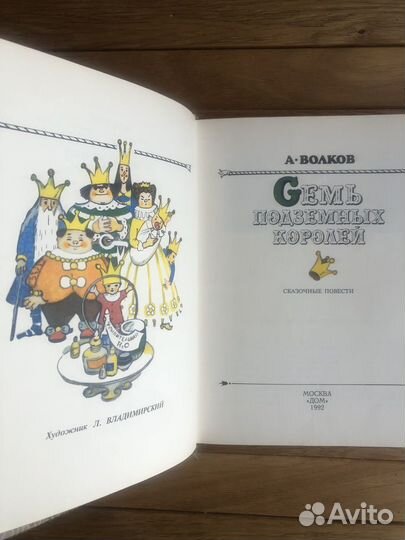 Художник Л. ВЛАДИМИРСКИЙ
А·ВОЛКОВ
СЕМЬ
ПОДЗЕМНЫХ
КОРОЛЕЙ
СКАЗОЧНЫЕ ПОВЕСТИ
МОСКВА
«ДОМ»
1992
Avito